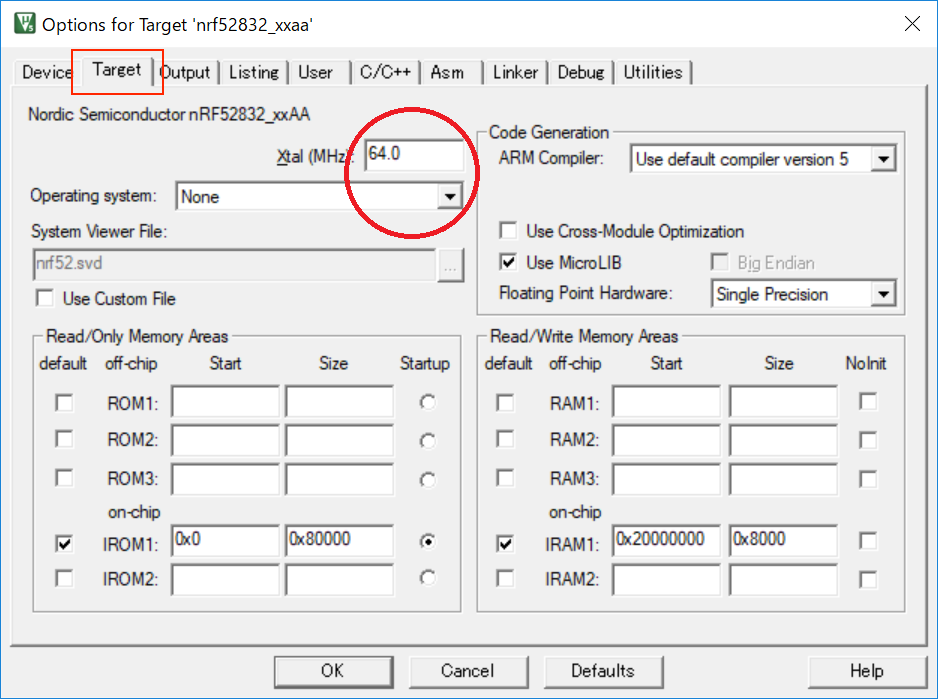 Options for Target 'nrf52832_xxaa'
Device Target Output Listing User C/C++ Asm Linker Debug Utilities
Nordic Semiconductor nRF52832_xxAA
Xtal (MHz): 64.0
Operating system: None
System Viewer File:
nrf52.svd ...
Use Custom File
Code Generation
ARM Compiler: Use default compiler version 5
Use Cross-Module Optimization
Use MicroLIB Big Endian
Floating Point Hardware: Single Precision
Read/Only Memory Areas
default off-chip Start Size Startup
ROM1:
ROM2:
ROM3:
on-chip
IROM1: 0x0 0x80000
IROM2:
Read/Write Memory Areas
default off-chip Start Size NoInit
RAM1:
RAM2:
RAM3:
on-chip
IRAM1: 0x20000000 0x8000
IRAM2:
OK Cancel Defaults Help